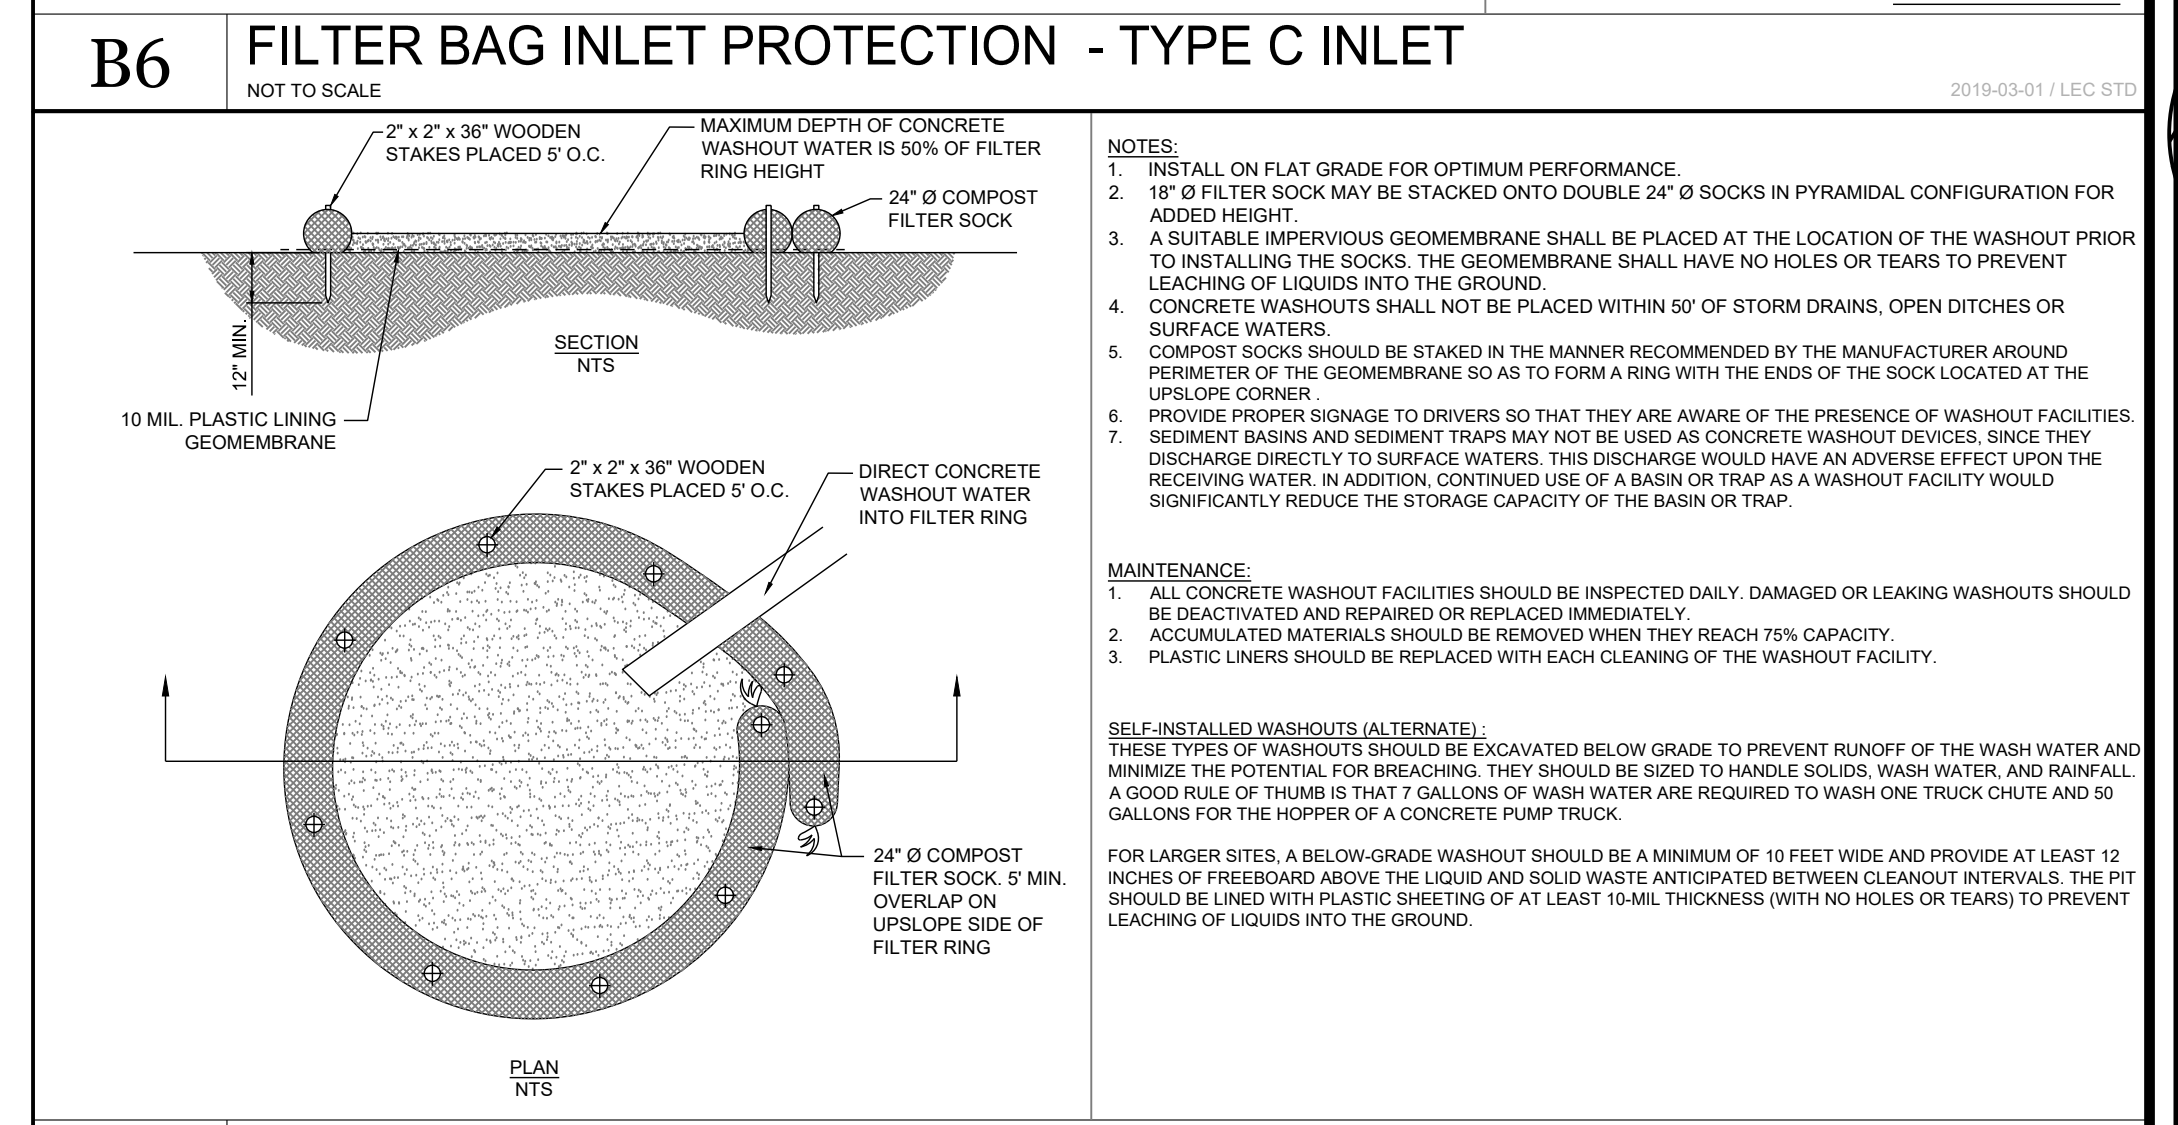 B6
FILTER BAG INLET PROTECTION - TYPE C INLET
NOT TO SCALE
2019-03-01 / LEC STD
2" x 2" x 36" WOODEN
STAKES PLACED 5' O.C.
MAXIMUM DEPTH OF CONCRETE
WASHOUT WATER IS 50% OF FILTER
RING HEIGHT
24" Ø COMPOST
FILTER SOCK
12" MIN.
SECTION
NTS
10 MIL. PLASTIC LINING
GEOMEMBRANE
2" x 2" x 36" WOODEN
STAKES PLACED 5' O.C.
DIRECT CONCRETE
WASHOUT WATER
INTO FILTER RING
24" Ø COMPOST
FILTER SOCK. 5' MIN.
OVERLAP ON
UPSLOPE SIDE OF
FILTER RING
PLAN
NTS
NOTES:
1. INSTALL ON FLAT GRADE FOR OPTIMUM PERFORMANCE.
2. 18" Ø FILTER SOCK MAY BE STACKED ONTO DOUBLE 24" Ø SOCKS IN PYRAMIDAL CONFIGURATION FOR
ADDED HEIGHT.
3. A SUITABLE IMPERVIOUS GEOMEMBRANE SHALL BE PLACED AT THE LOCATION OF THE WASHOUT PRIOR
TO INSTALLING THE SOCKS. THE GEOMEMBRANE SHALL HAVE NO HOLES OR TEARS TO PREVENT
LEACHING OF LIQUIDS INTO THE GROUND.
4. CONCRETE WASHOUTS SHALL NOT BE PLACED WITHIN 50' OF STORM DRAINS, OPEN DITCHES OR
SURFACE WATERS.
5. COMPOST SOCKS SHOULD BE STAKED IN THE MANNER RECOMMENDED BY THE MANUFACTURER AROUND
PERIMETER OF THE GEOMEMBRANE SO AS TO FORM A RING WITH THE ENDS OF THE SOCK LOCATED AT THE
UPSLOPE CORNER .
6. PROVIDE PROPER SIGNAGE TO DRIVERS SO THAT THEY ARE AWARE OF THE PRESENCE OF WASHOUT FACILITIES.
7. SEDIMENT BASINS AND SEDIMENT TRAPS MAY NOT BE USED AS CONCRETE WASHOUT DEVICES, SINCE THEY
DISCHARGE DIRECTLY TO SURFACE WATERS. THIS DISCHARGE WOULD HAVE AN ADVERSE EFFECT UPON THE
RECEIVING WATER. IN ADDITION, CONTINUED USE OF A BASIN OR TRAP AS A WASHOUT FACILITY WOULD
SIGNIFICANTLY REDUCE THE STORAGE CAPACITY OF THE BASIN OR TRAP.
MAINTENANCE:
1. ALL CONCRETE WASHOUT FACILITIES SHOULD BE INSPECTED DAILY. DAMAGED OR LEAKING WASHOUTS SHOULD
BE DEACTIVATED AND REPAIRED OR REPLACED IMMEDIATELY.
2. ACCUMULATED MATERIALS SHOULD BE REMOVED WHEN THEY REACH 75% CAPACITY.
3. PLASTIC LINERS SHOULD BE REPLACED WITH EACH CLEANING OF THE WASHOUT FACILITY.
SELF-INSTALLED WASHOUTS (ALTERNATE) :
THESE TYPES OF WASHOUTS SHOULD BE EXCAVATED BELOW GRADE TO PREVENT RUNOFF OF THE WASH WATER AND
MINIMIZE THE POTENTIAL FOR BREACHING. THEY SHOULD BE SIZED TO HANDLE SOLIDS, WASH WATER, AND RAINFALL.
A GOOD RULE OF THUMB IS THAT 7 GALLONS OF WASH WATER ARE REQUIRED TO WASH ONE TRUCK CHUTE AND 50
GALLONS FOR THE HOPPER OF A CONCRETE PUMP TRUCK.
FOR LARGER SITES, A BELOW-GRADE WASHOUT SHOULD BE A MINIMUM OF 10 FEET WIDE AND PROVIDE AT LEAST 12
INCHES OF FREEBOARD ABOVE THE LIQUID AND SOLID WASTE ANTICIPATED BETWEEN CLEANOUT INTERVALS. THE PIT
SHOULD BE LINED WITH PLASTIC SHEETING OF AT LEAST 10-MIL THICKNESS (WITH NO HOLES OR TEARS) TO PREVENT
LEACHING OF LIQUIDS INTO THE GROUND.